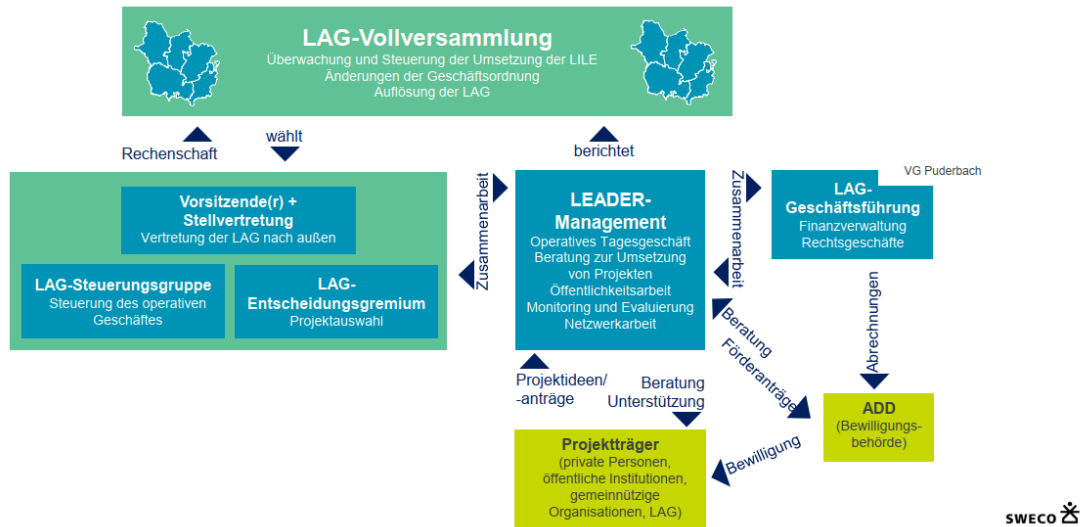 LAG-Vollversammlung
Überwachung und Steuerung der Umsetzung der LILE
Änderungen der Geschäftsordnung
Auflösung der LAG
Rechenschaft
wählt
berichtet
Vorsitzende(r) +
Stellvertretung
Vertretung der LAG nach außen
LAG-Steuerungsgruppe
Steuerung des operativen
Geschäftes
LAG-
Entscheidungsgremium
Projektauswahl
Zusammenarbeit
LEADER-
Management
Operatives Tagesgeschäft
Beratung zur Umsetzung
von Projekten
Öffentlichkeitsarbeit
Monitoring und Evaluierung
Netzwerkarbeit
Zusammenarbeit
VG Puderbach
LAG-
Geschäftsführung
Finanzverwaltung
Rechtsgeschäfte
Abrechnungen
Beratung
Förderanträge
Projektideen/
-anträge
Beratung
Unterstützung
ADD
(Bewilligungs-
behörde)
Bewilligung
Projektträger
(private Personen,
öffentliche Institutionen,
gemeinnützige
Organisationen, LAG)
SWECO